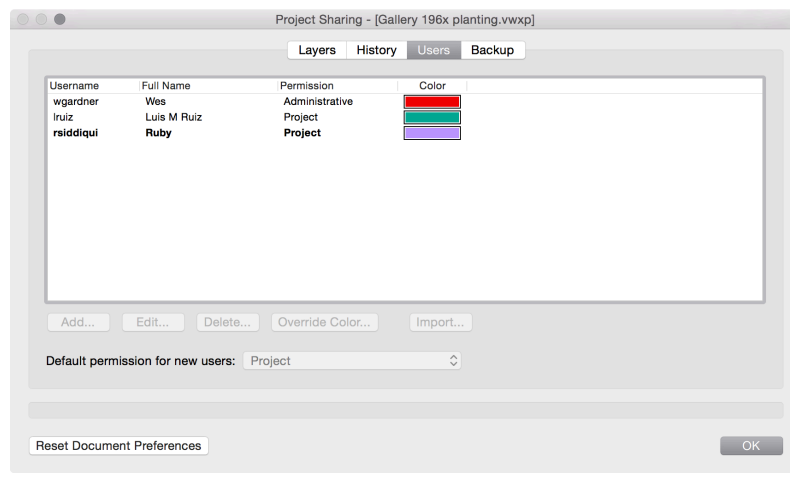 Project Sharing - [Gallery 196x planting.vwxp]
Layers History Users Backup
Username Full Name Permission Color
wgardner Wes Administrative
lruiz Luis M Ruiz Project
rsiddiqui Ruby Project
Add... Edit... Delete... Override Color... Import...
Default permission for new users: Project
Reset Document Preferences OK